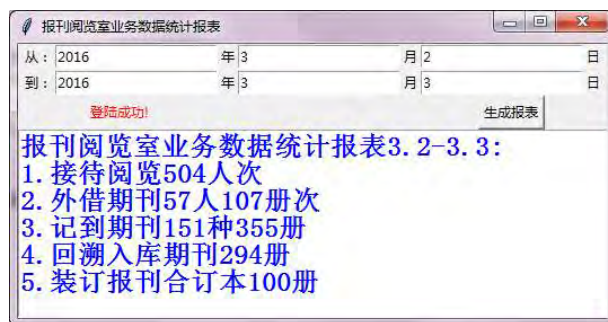 报刊阅览室业务数据统计报表
从：2016 年 3 月 2 日
到：2016 年 3 月 3 日
登陆成功! 生成报表
报刊阅览室业务数据统计报表3.2-3.3:
1.接待阅览504人次
2.外借期刊57人107册次
3.记到期刊151种355册
4.回溯入库期刊294册
5.装订报刊合订本100册